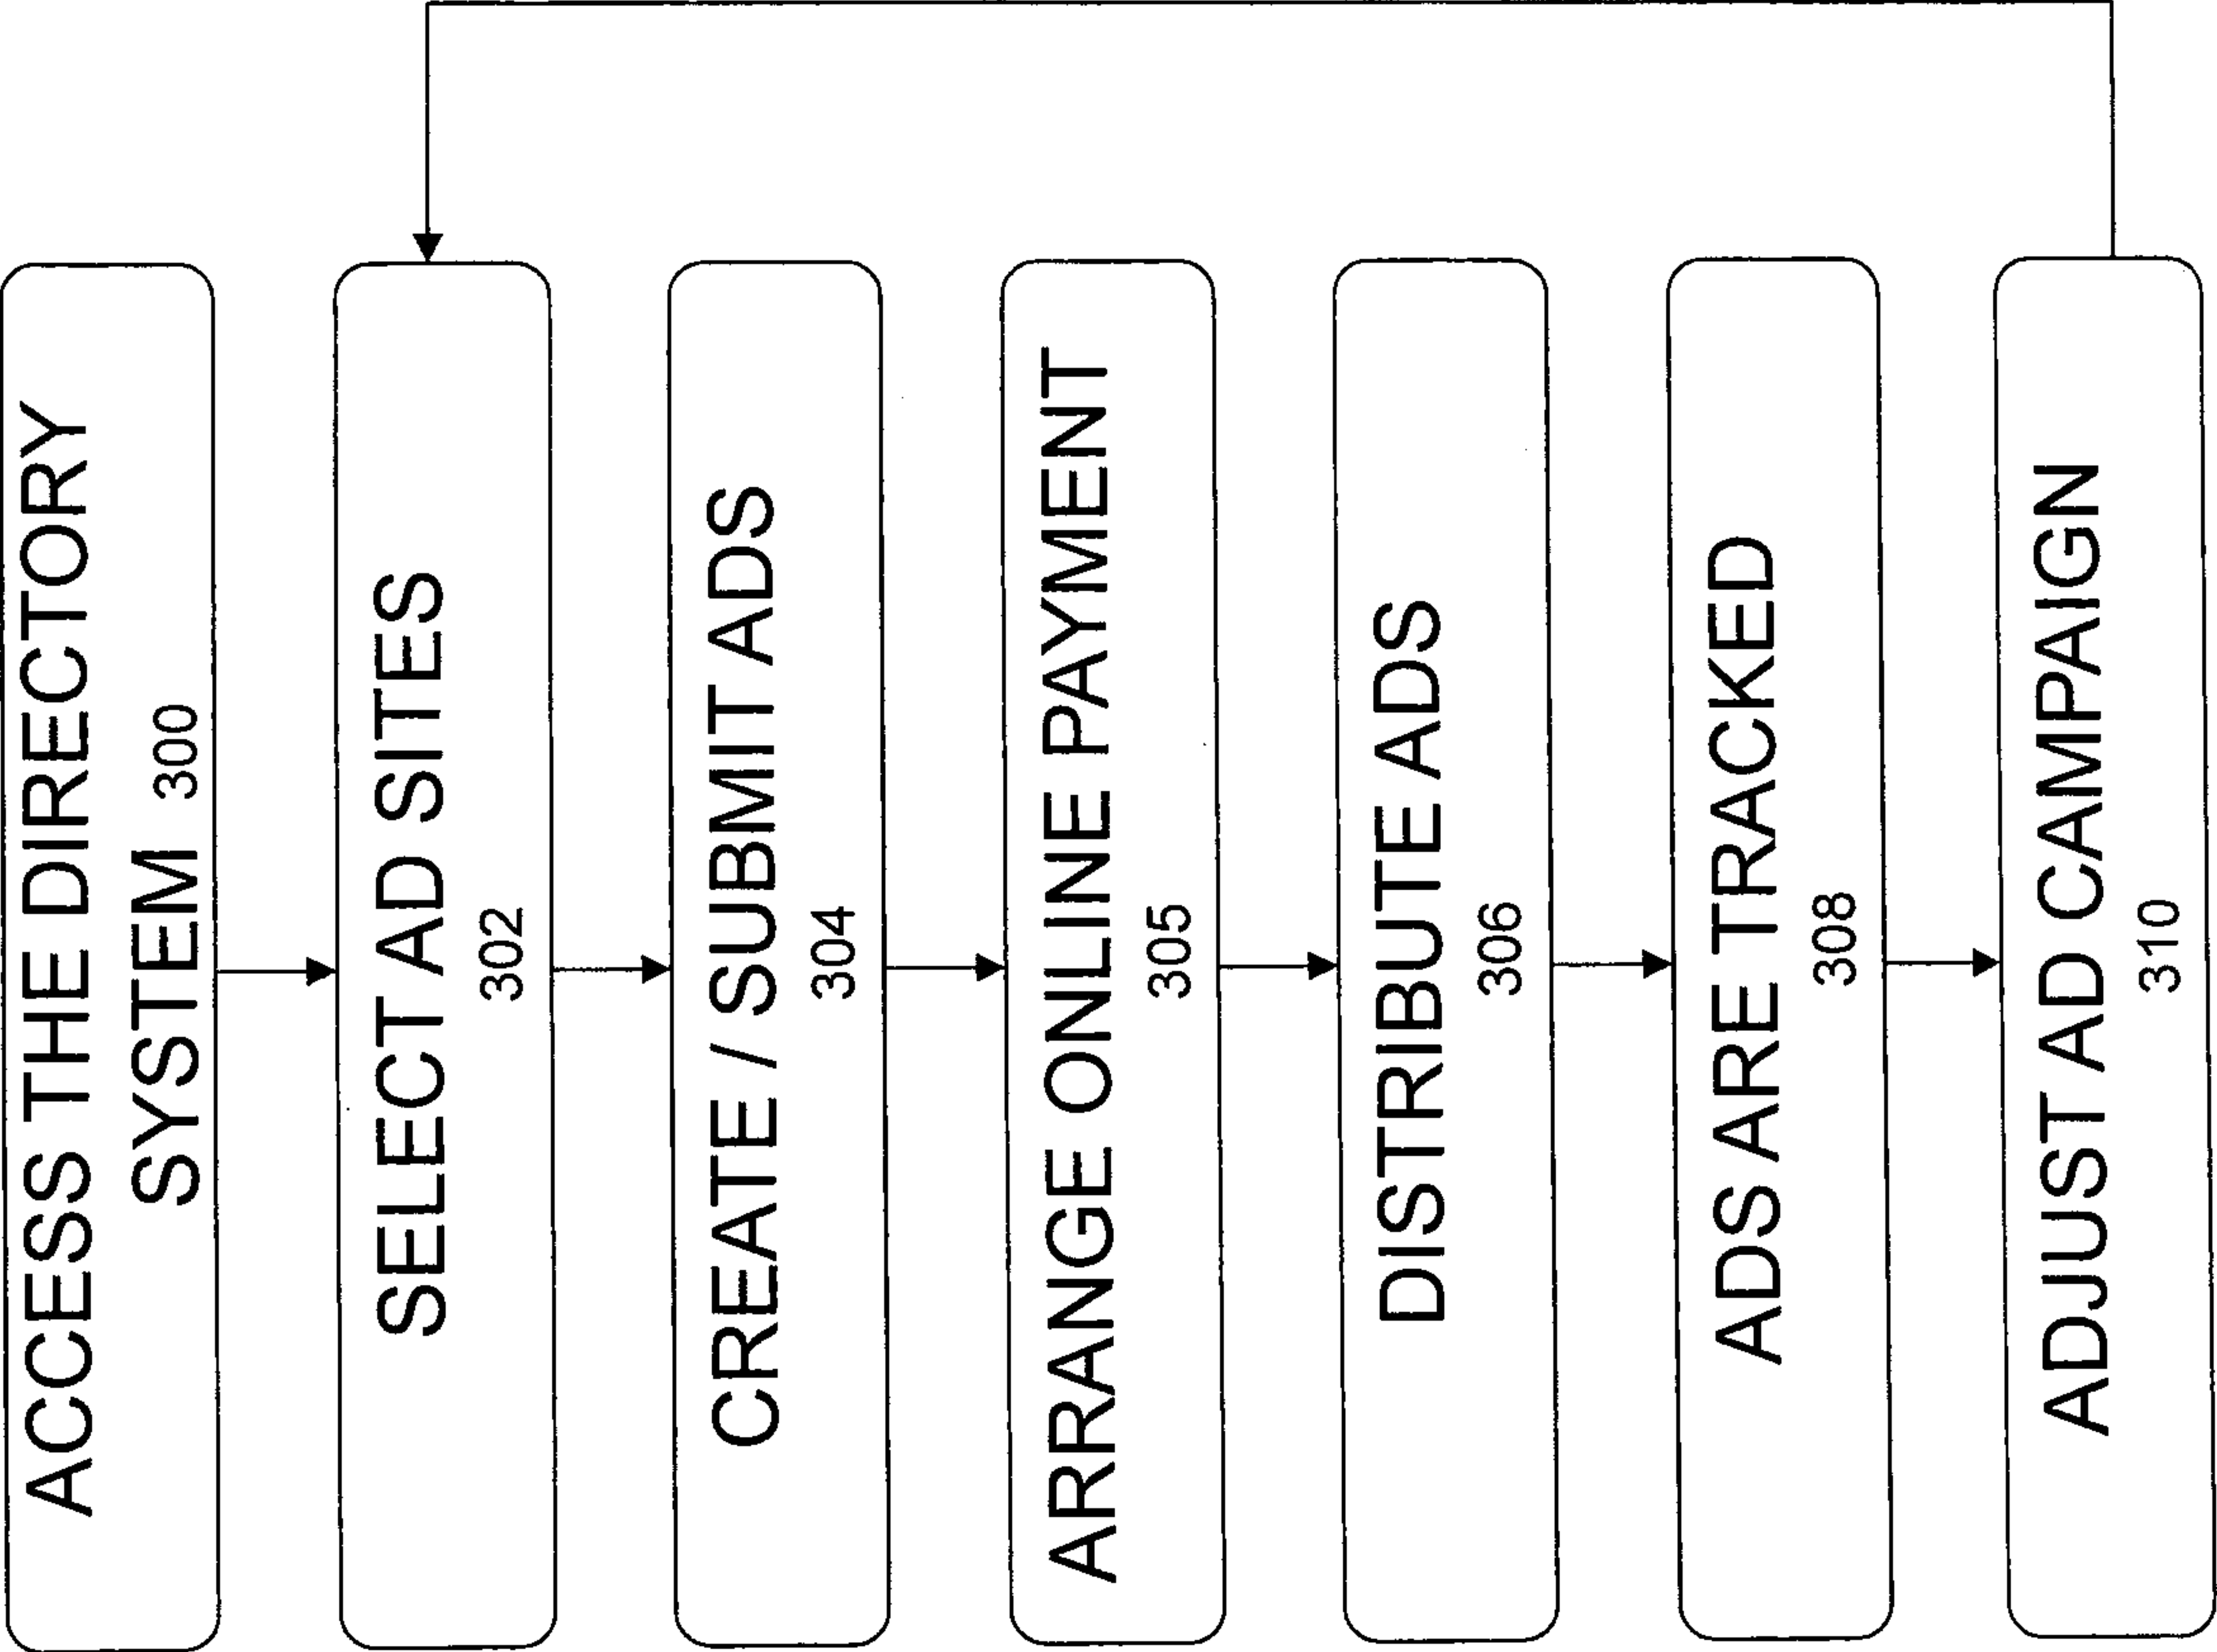 ACCESS THE DIRECTORY
SYSTEM 300
SELECT AD SITES
302
CREATE / SUBMIT ADS
304
ARRANGE ONLINE PAYMENT
305
DISTRIBUTE ADS
306
ADS ARE TRACKED
308
ADJUST AD CAMPAIGN
310